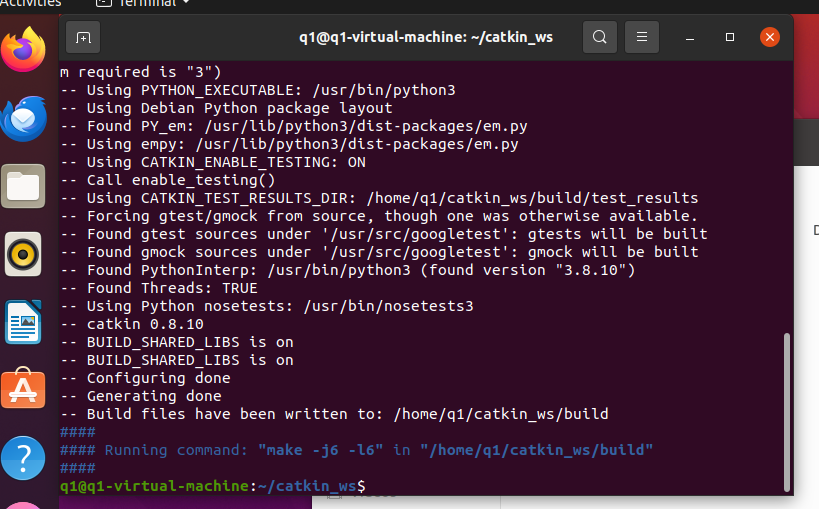 Activities
Terminal
q1@q1-virtual-machine: ~/catkin_ws
m required is "3")
-- Using PYTHON_EXECUTABLE: /usr/bin/python3
-- Using Debian Python package layout
-- Found PY_em: /usr/lib/python3/dist-packages/em.py
-- Using empy: /usr/lib/python3/dist-packages/em.py
-- Using CATKIN_ENABLE_TESTING: ON
-- Call enable_testing()
-- Using CATKIN_TEST_RESULTS_DIR: /home/q1/catkin_ws/build/test_results
-- Forcing gtest/gmock from source, though one was otherwise available.
-- Found gtest sources under '/usr/src/googletest': gtests will be built
-- Found gmock sources under '/usr/src/googletest': gmock will be built
-- Found PythonInterp: /usr/bin/python3 (found version "3.8.10")
-- Found Threads: TRUE
-- Using Python nosetests: /usr/bin/nosetests3
-- catkin 0.8.10
-- BUILD_SHARED_LIBS is on
-- BUILD_SHARED_LIBS is on
-- Configuring done
-- Generating done
-- Build files have been written to: /home/q1/catkin_ws/build
####
#### Running command: "make -j6 -l6" in "/home/q1/catkin_ws/build"
####
q1@q1-virtual-machine:~/catkin_ws$